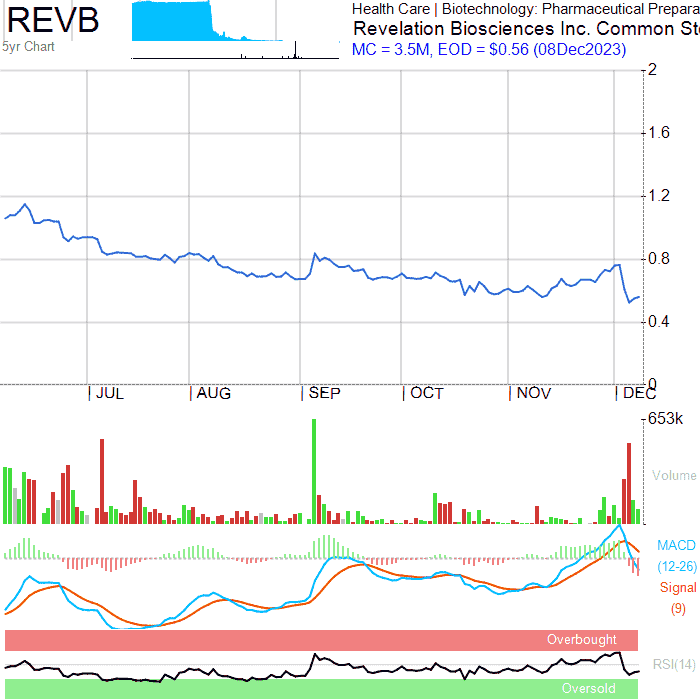 REVB
5yr Chart
Health Care | Biotechnology: Pharmaceutical Prepara
Revelation Biosciences Inc. Common Sto
MC = 3.5M, EOD = $0.56 (08Dec2023)
2
1.6
1.2
0.8
0.4
0
JUL AUG SEP OCT NOV DEC
653k
Volume
MACD
(12-26)
Signal
(9)
Overbought
RSI(14)
Oversold